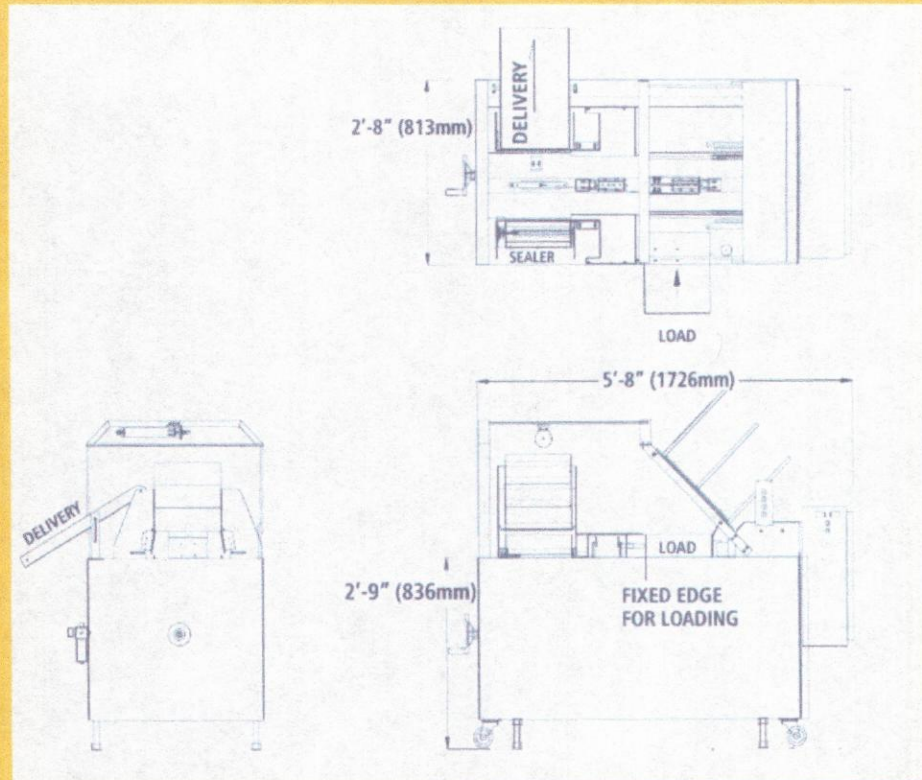 DELIVERY
2'-8" (813mm)
SEALER
LOAD
5'-8" (1726mm)
DELIVERY
LOAD
2'-9" (836mm)
FIXED EDGE
FOR LOADING